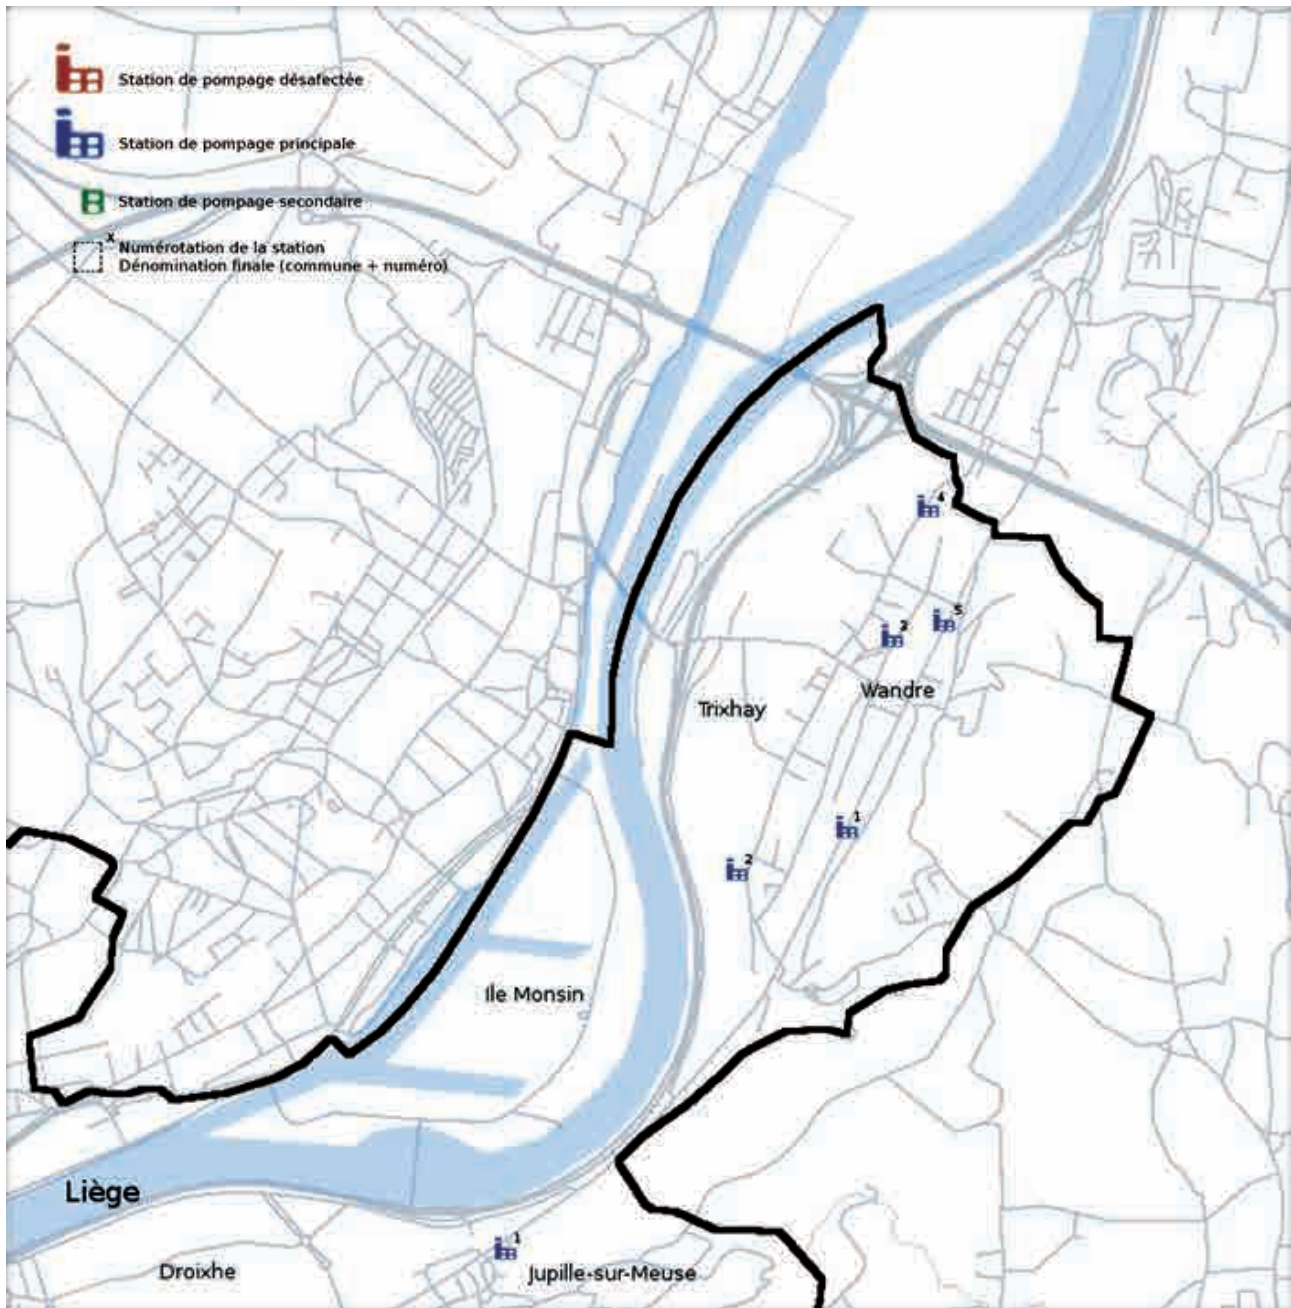 Station de pompage désafectée
Station de pompage principale
Station de pompage secondaire
x
Numérotation de la station
Dénomination finale (commune + numéro)
4
5
3
Wandre
Trixhay
1
2
Ile Monsin
Liège
1
Droixhe
Jupille-sur-Meuse